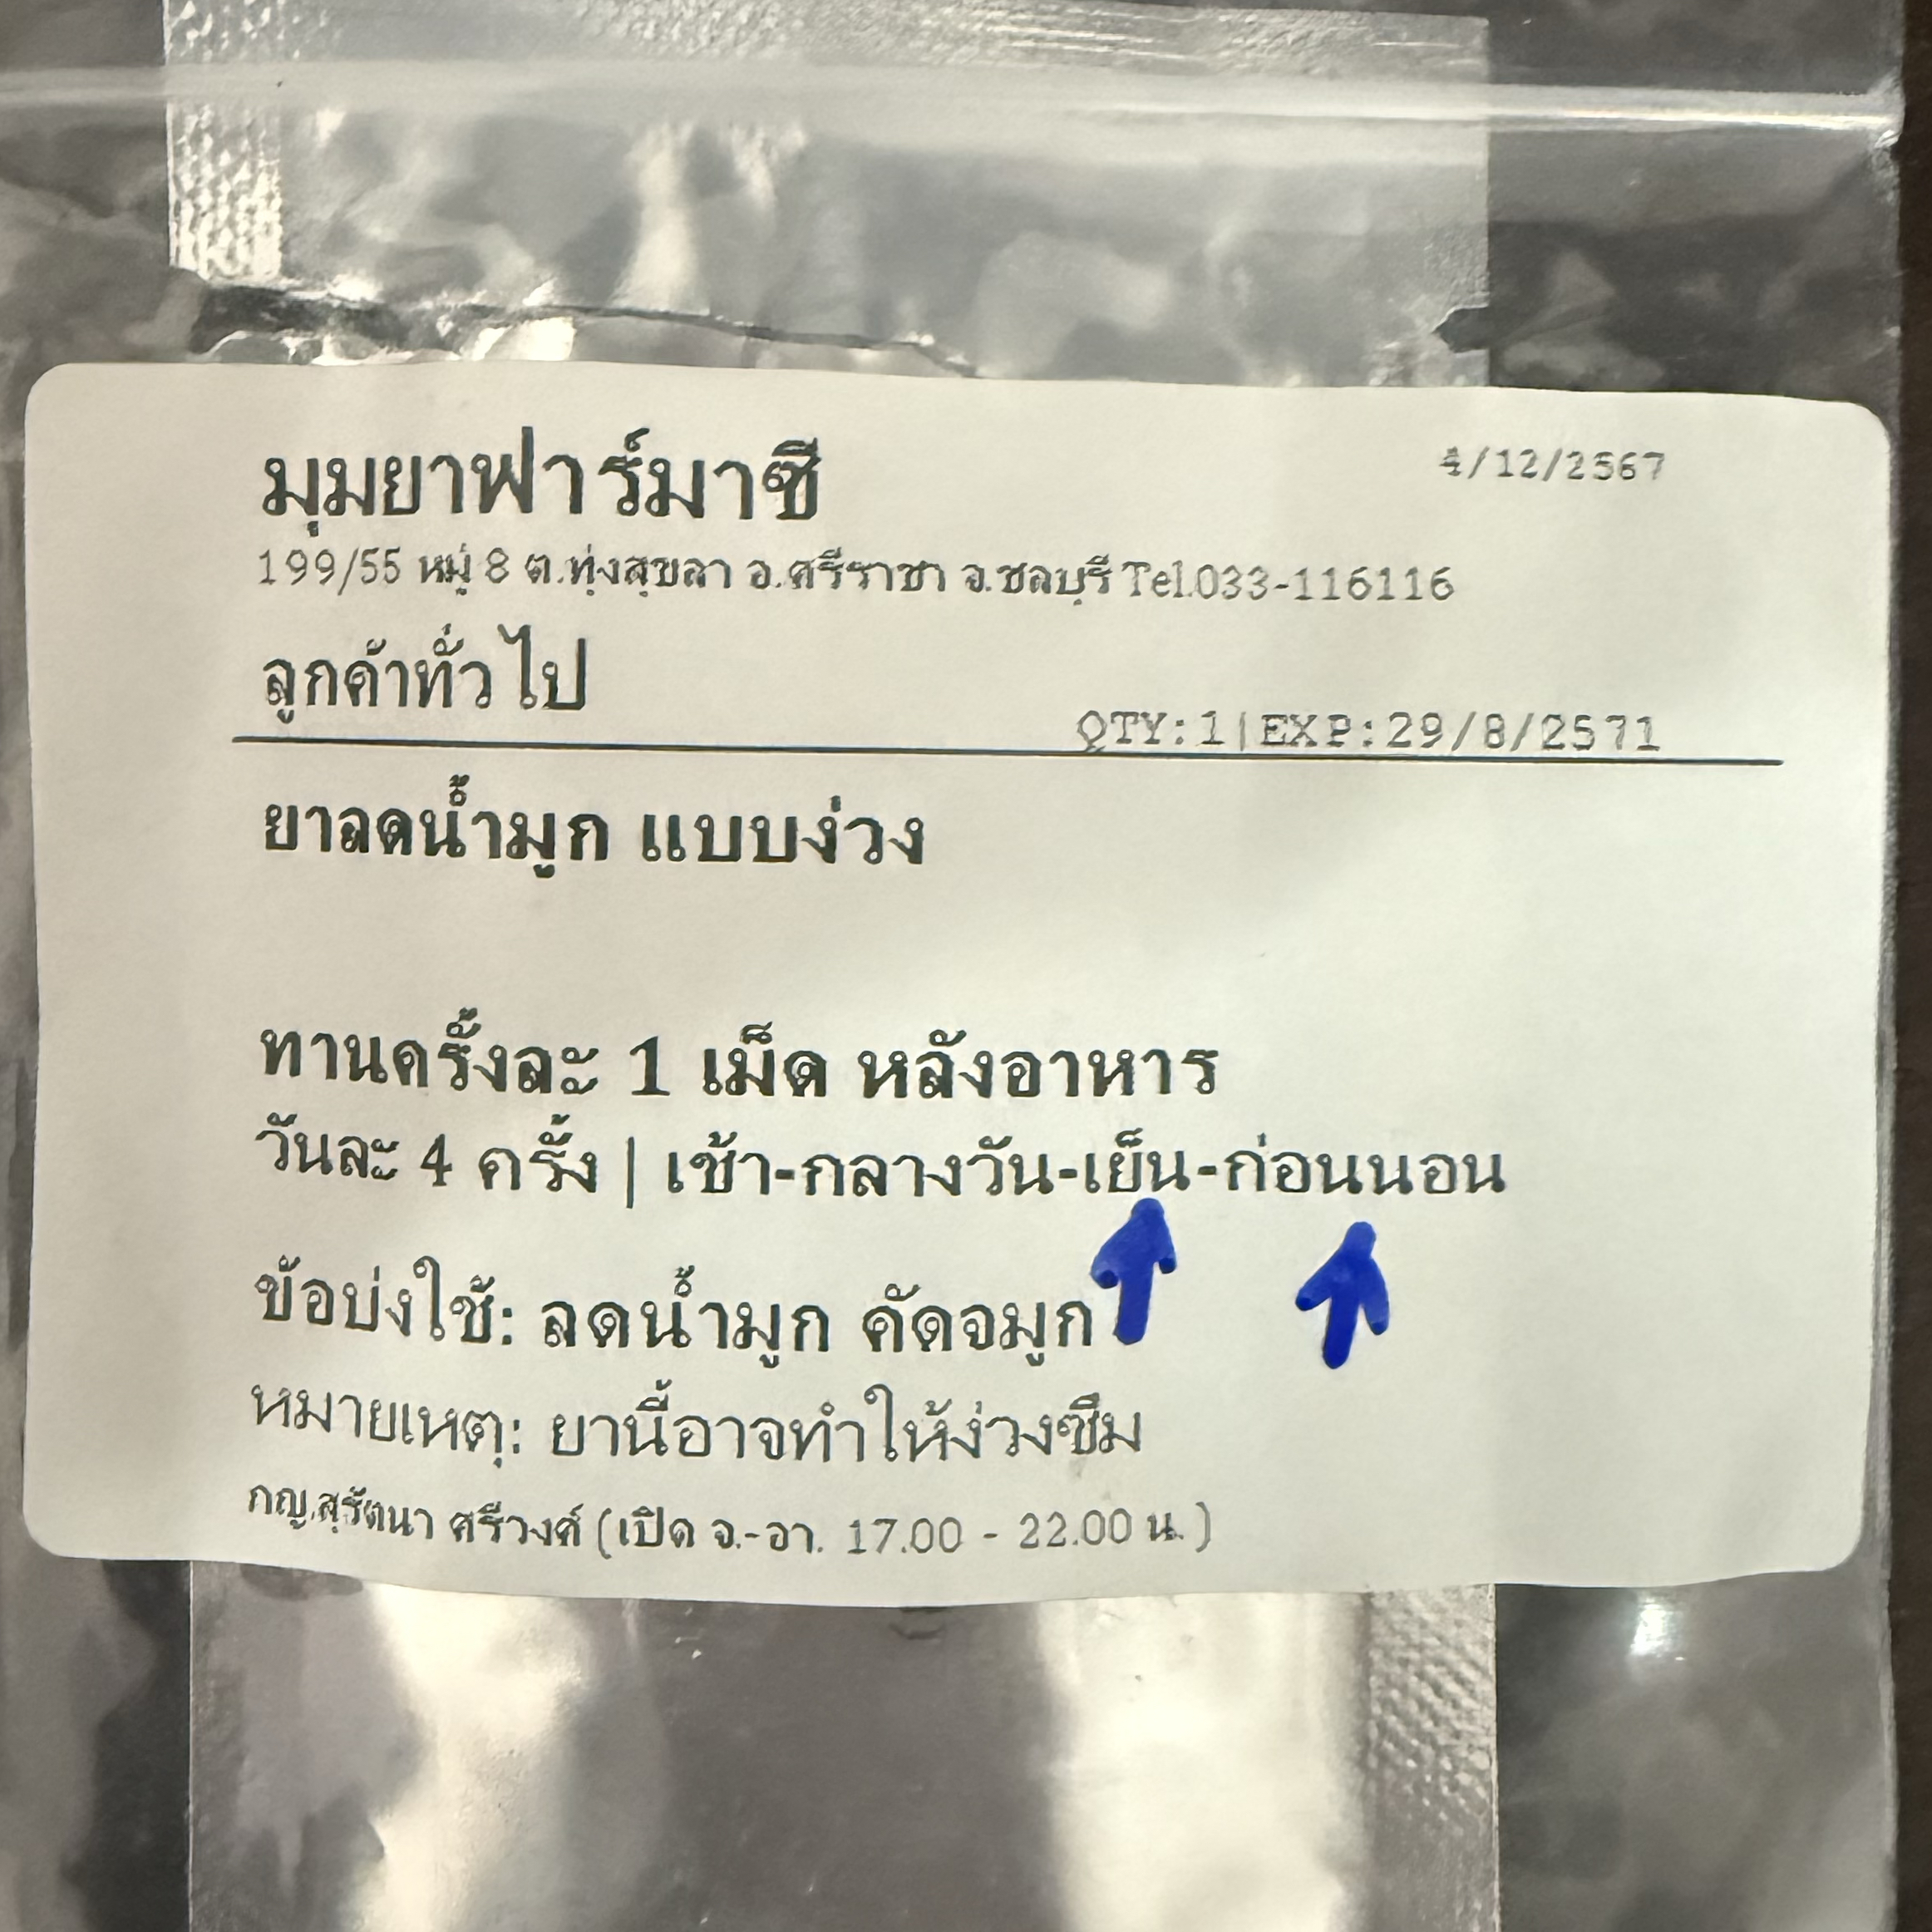 มุมยาฟาร์มาซี
4/12/2567
199/55 หมู่ 8 ต.ทุ่งสุขลา อ.ศรีราชา จ.ชลบุรี Tel.033-116116
ลูกค้าทั่วไป
QTY:1|EXP:29/8/2571
ยาลดน้ำมูก แบบง่วง
ทานครั้งละ 1 เม็ด หลังอาหาร
วันละ 4 ครั้ง | เช้า-กลางวัน-เย็น-ก่อนนอน
ข้อบ่งใช้: ลดน้ำมูก คัดจมูก
หมายเหตุ: ยานี้อาจทำให้ง่วงซึม
ภญ.สุรัตนา ศรีวงศ์ (เปิด จ.-อา. 17.00 - 22.00 น.)